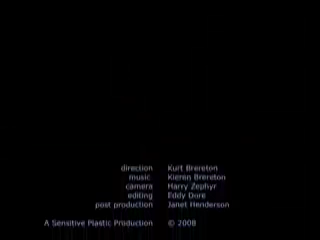 direction Kurt Brereton
music Kieron Brereton
camera Harry Zephyr
editing Eddy Dore
post production Janet Henderson
A Sensitive Plastic Production © 2008